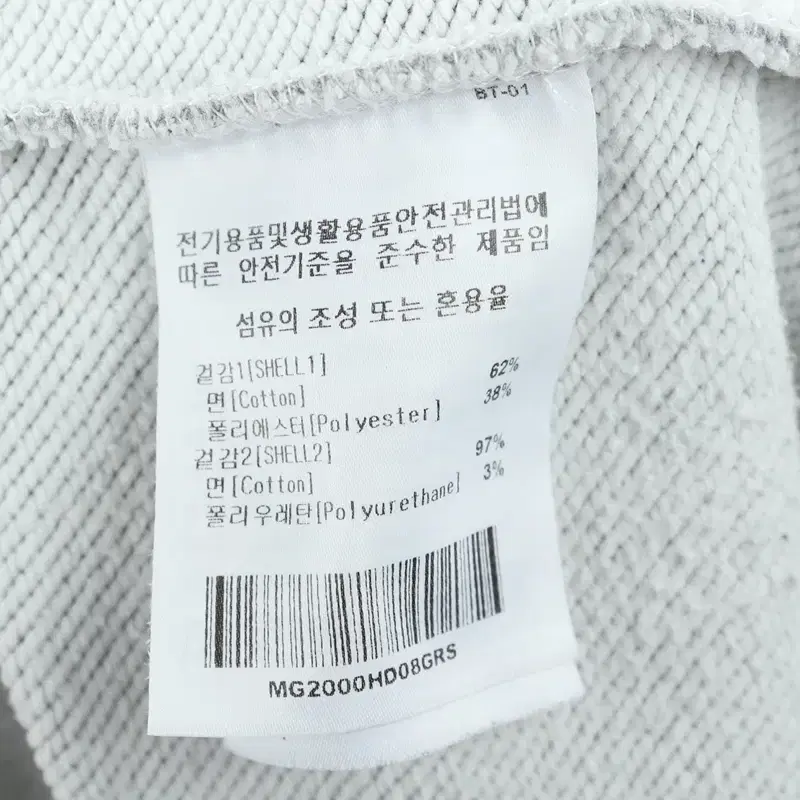 BT-01
전기용품및생활용품안전관리법에
따른 안전기준을 준수한 제품임
섬유의 조성 또는 혼용율
겉감1[SHELL1]
면[Cotton] 62%
폴리에스터[Polyester] 38%
겉감2[SHELL2]
면[Cotton] 97%
폴리우레탄[Polyurethane] 3%
MG2000HD08GRS